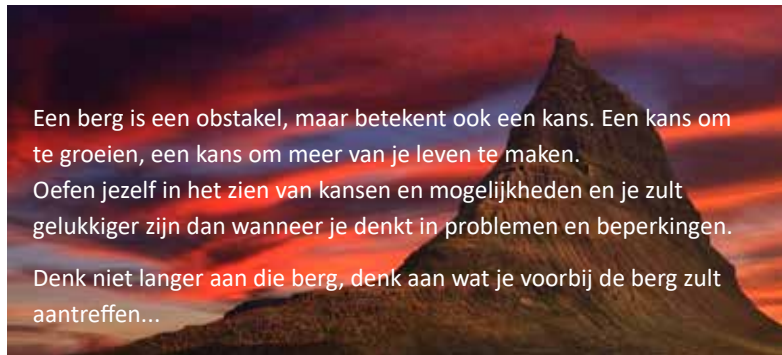 Een berg is een obstakel, maar betekent ook een kans. Een kans om
te groeien, een kans om meer van je leven te maken.
Oefen jezelf in het zien van kansen en mogelijkheden en je zult
gelukkiger zijn dan wanneer je denkt in problemen en beperkingen.
Denk niet langer aan die berg, denk aan wat je voorbij de berg zult
aantreffen...